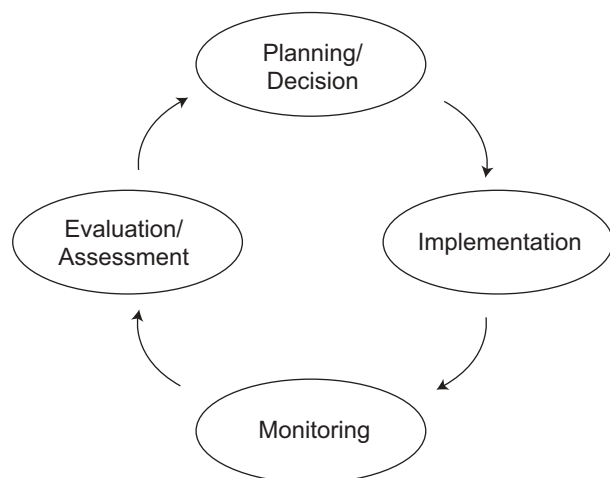 Planning/
Decision
Implementation
Monitoring
Evaluation/
Assessment